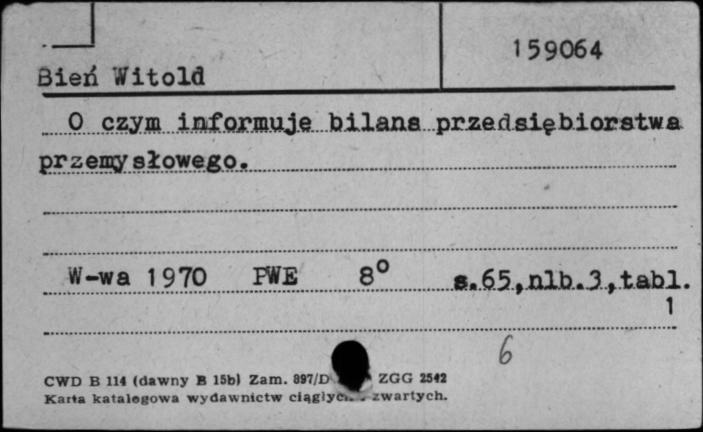 159064
Bień Witold
O czym informuje bilans przedsiębiorstwa
przemysłowego.
W-wa 1970 PWE 8° s.65,nlb.3,tabl.
1
6
CWD B 114 (dawny B 15b) Zam. 897/D ZGG 2542
Karta katalogowa wydawnictw ciągłych zwartych.